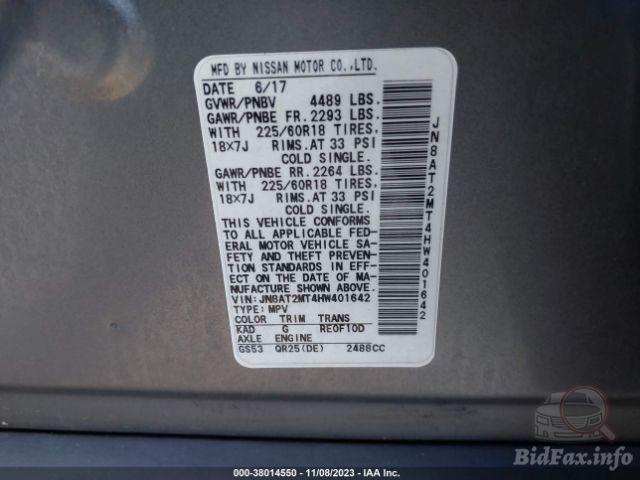 MFD BY NISSAN MOTOR CO.,LTD.
DATE 6/17
GVWR/PNBV 4489 LBS.
GAWR/PNBE FR. 2293 LBS.
WITH 225/60R18 TIRES,
18X7J RIMS.AT 33 PSI
COLD SINGLE.
GAWR/PNBE RR. 2264 LBS.
WITH 225/60R18 TIRES,
18X7J RIMS.AT 33 PSI
COLD SINGLE.
THIS VEHICLE CONFORMS
TO ALL APPLICABLE FED-
ERAL MOTOR VEHICLE SA-
FETY AND THEFT PREVEN-
TION STANDARDS IN EFF-
ECT ON THE DATE OF MA-
NUFACTURE SHOWN ABOVE.
VIN:JN8AT2MT4HW401642
TYPE:MPV
COLOR TRIM TRANS
KAD G RE0F10D
AXLE ENGINE
GS53 QR25(DE) 2488CC
JN8AT2MT4HW401642
BidFax.info
000-38014550 - 11/08/2023 - IAA Inc.